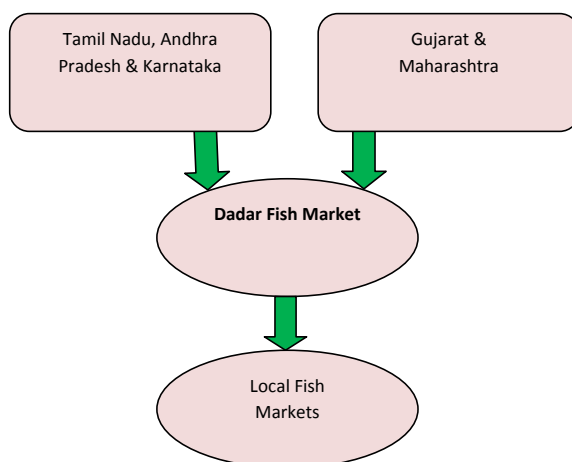 Tamil Nadu, Andhra
Pradesh & Karnataka
Gujarat &
Maharashtra
Dadar Fish Market
Local Fish
Markets